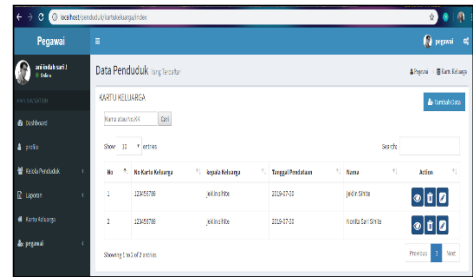 localhost/penduduk/kartukeluarga/index
Pegawai
pegawai
Online
Data Penduduk Yang Terdaftar
Pegawai Kartu Keluarga
KARTU KELUARGA
Tambah Data
Cari
Dashboard
profile
Show 10 entries
Search:
Kelola Penduduk
No No Kartu Keluarga kepala Keluarga Tanggal Pendataan Nama Action
Laporan
1 123456789 2019-07-30
Kartu Keluarga
2 123456789 2019-07-30
pegawai
Showing 1 to 2 of 2 entries
Previous 1 Next